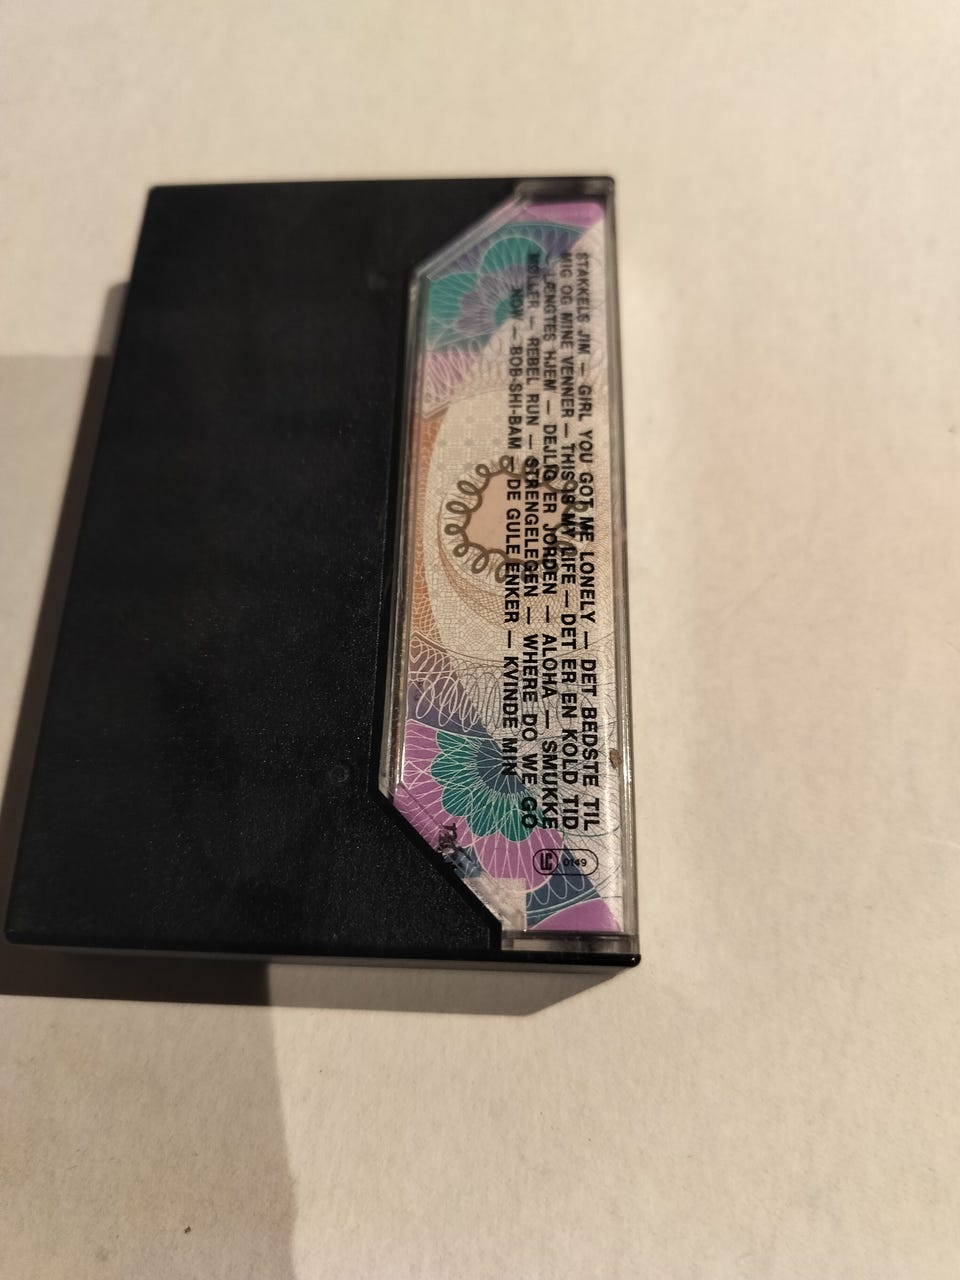 STAKKELS JIM — GIRL YOU GOT ME LONELY — DET BEDSTE TIL
MIG OG MINE VENNER — THIS IS MY LIFE — DET ER EN KOLD TID
— LÆNGTES HJEM — DEJLIG ER JORDEN — ALOHA — SMUKKE
MØLLER — REBEL RUN — STRENGELEGEN — WHERE DO WE GO
NOW — BOB-SHI-BAM — DE GULE ENKER — KVINDE MIN
0149